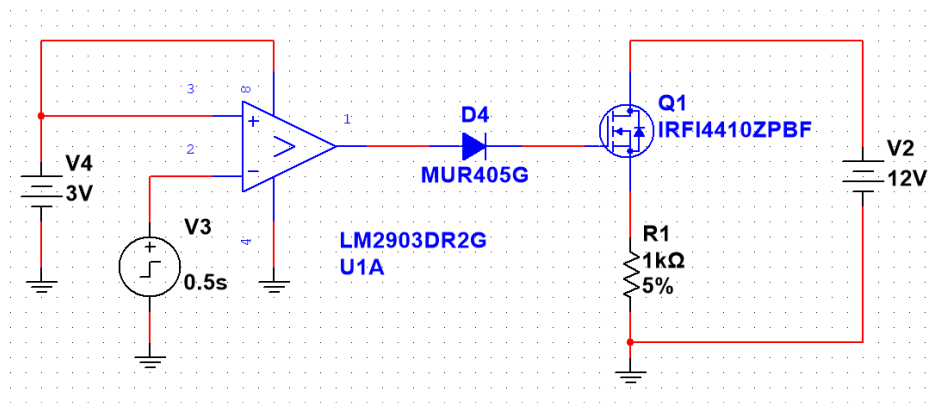 3
8
2
1
4
V4
3V
V3
0.5s
LM2903DR2G
U1A
D4
MUR405G
Q1
IRFI4410ZPBF
V2
12V
R1
1kΩ
5%